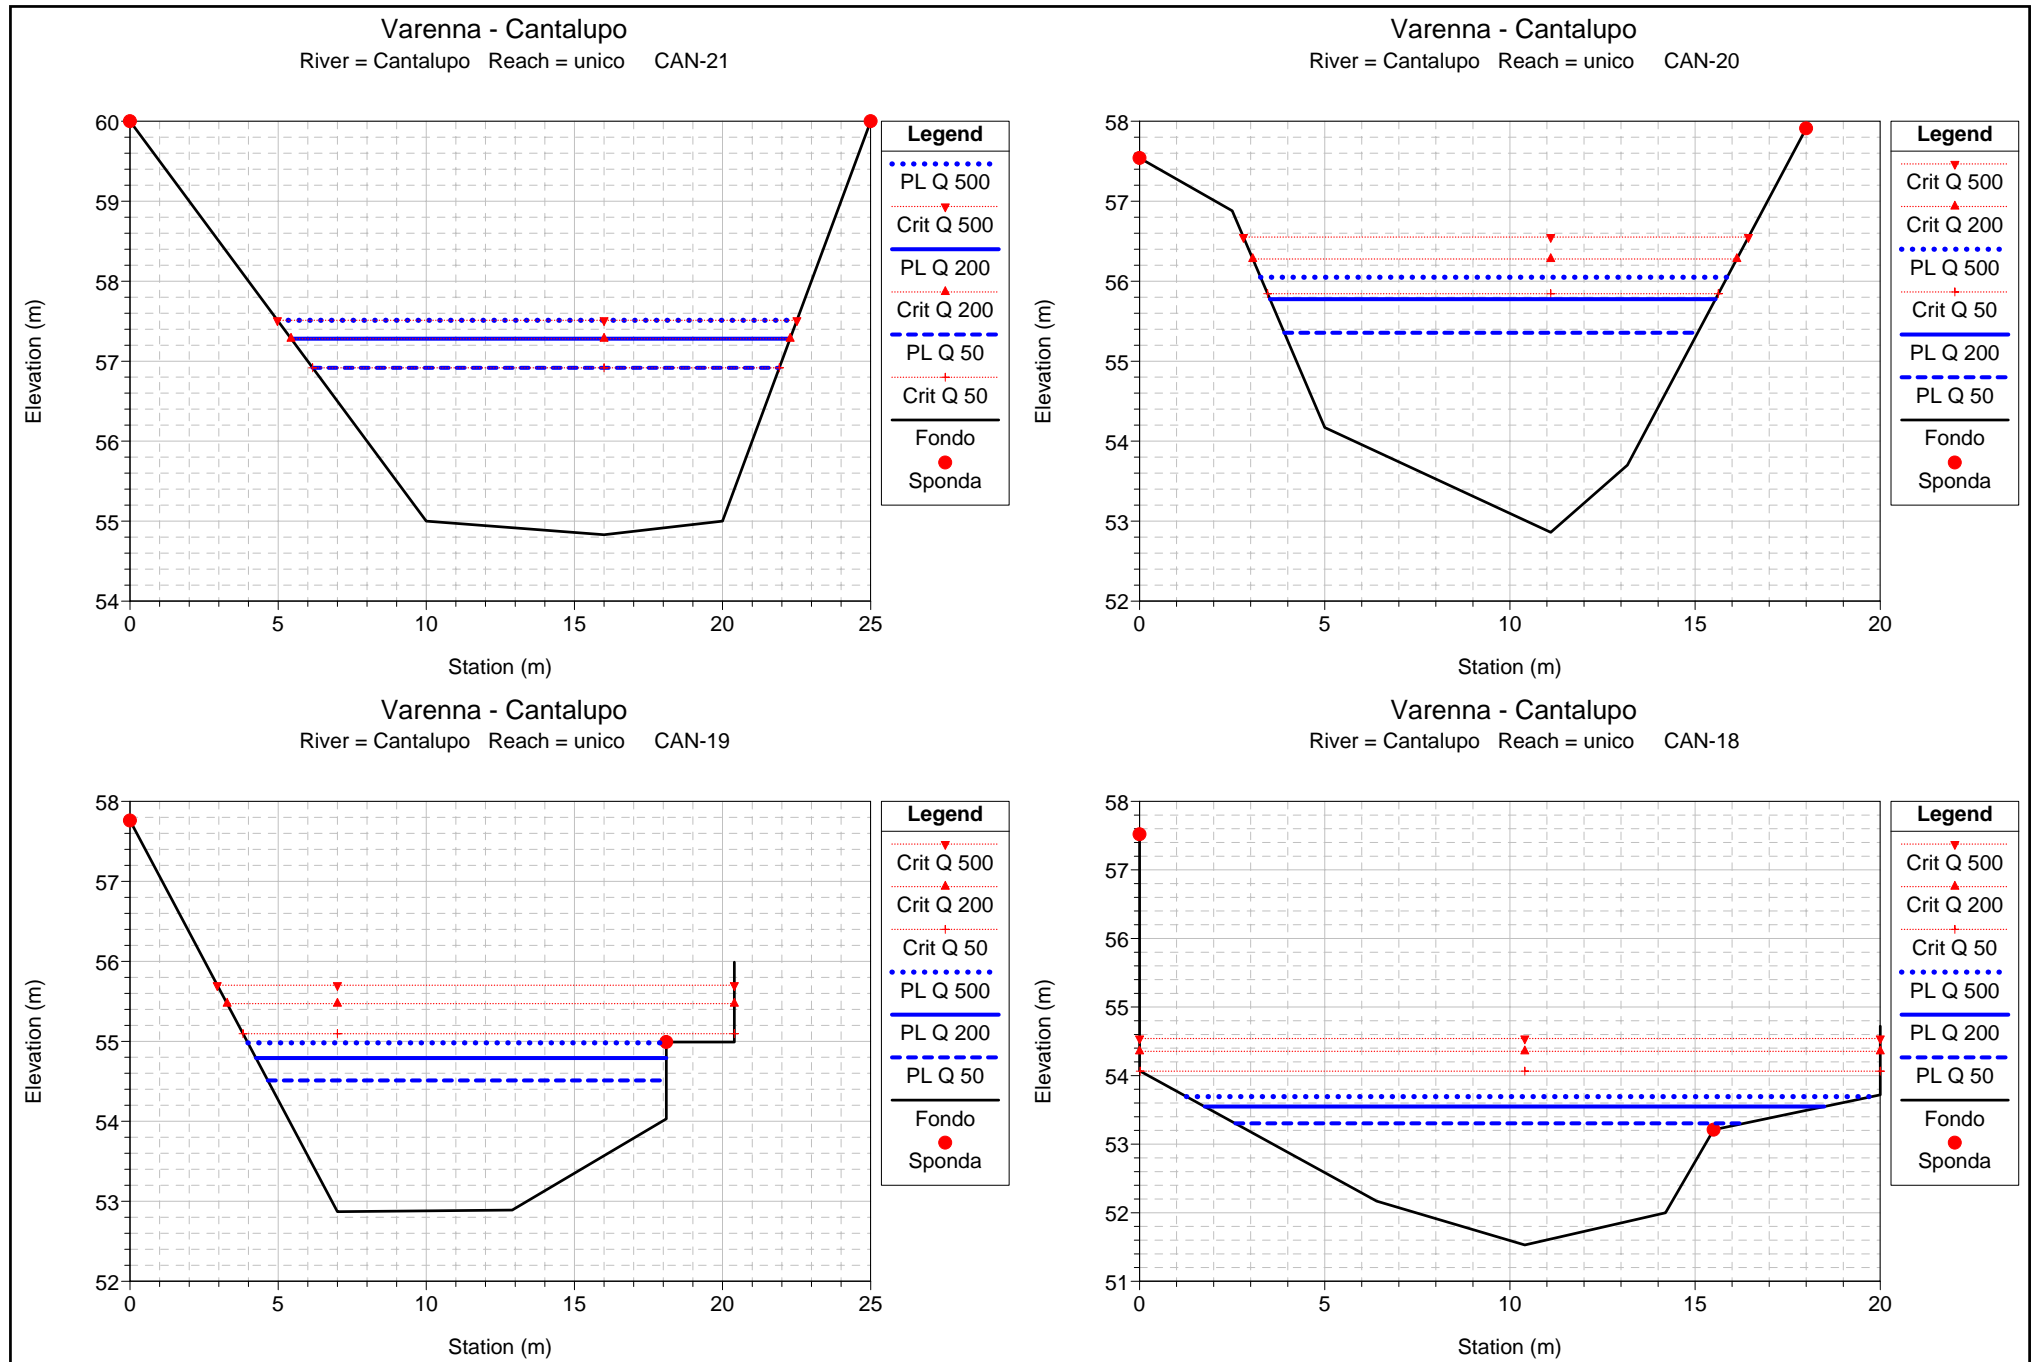 Varenna - Cantalupo
River = Cantalupo Reach = unico CAN-21
60
59
58
57
56
55
54
0 5 10 15 20 25
Elevation (m)
Station (m)
Legend
PL Q 500
Crit Q 500
PL Q 200
Crit Q 200
PL Q 50
Crit Q 50
Fondo
Sponda
Varenna - Cantalupo
River = Cantalupo Reach = unico CAN-20
58
57
56
55
54
53
52
0 5 10 15 20
Elevation (m)
Station (m)
Legend
Crit Q 500
Crit Q 200
PL Q 500
Crit Q 50
PL Q 200
PL Q 50
Fondo
Sponda
Varenna - Cantalupo
River = Cantalupo Reach = unico CAN-19
58
57
56
55
54
53
52
0 5 10 15 20 25
Elevation (m)
Station (m)
Legend
Crit Q 500
Crit Q 200
Crit Q 50
PL Q 500
PL Q 200
PL Q 50
Fondo
Sponda
Varenna - Cantalupo
River = Cantalupo Reach = unico CAN-18
58
57
56
55
54
53
52
51
0 5 10 15 20
Elevation (m)
Station (m)
Legend
Crit Q 500
Crit Q 200
Crit Q 50
PL Q 500
PL Q 200
PL Q 50
Fondo
Sponda